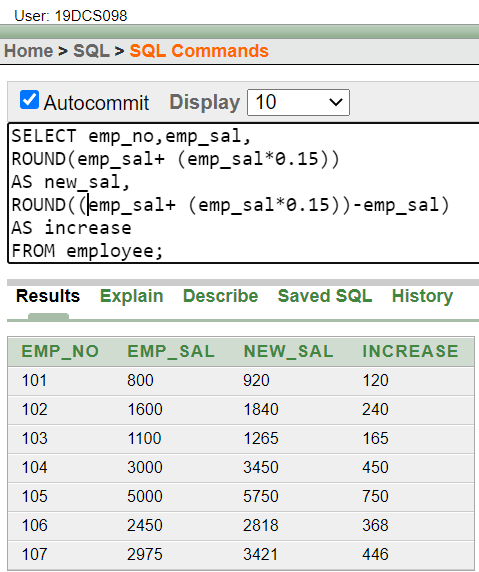 User: 19DCS098
Home > SQL > SQL Commands
Autocommit Display 10
SELECT emp_no,emp_sal,
ROUND(emp_sal+ (emp_sal*0.15))
AS new_sal,
ROUND((emp_sal+ (emp_sal*0.15))-emp_sal)
AS increase
FROM employee;
Results Explain Describe Saved SQL History
EMP_NO EMP_SAL NEW_SAL INCREASE
101 800 920 120
102 1600 1840 240
103 1100 1265 165
104 3000 3450 450
105 5000 5750 750
106 2450 2818 368
107 2975 3421 446